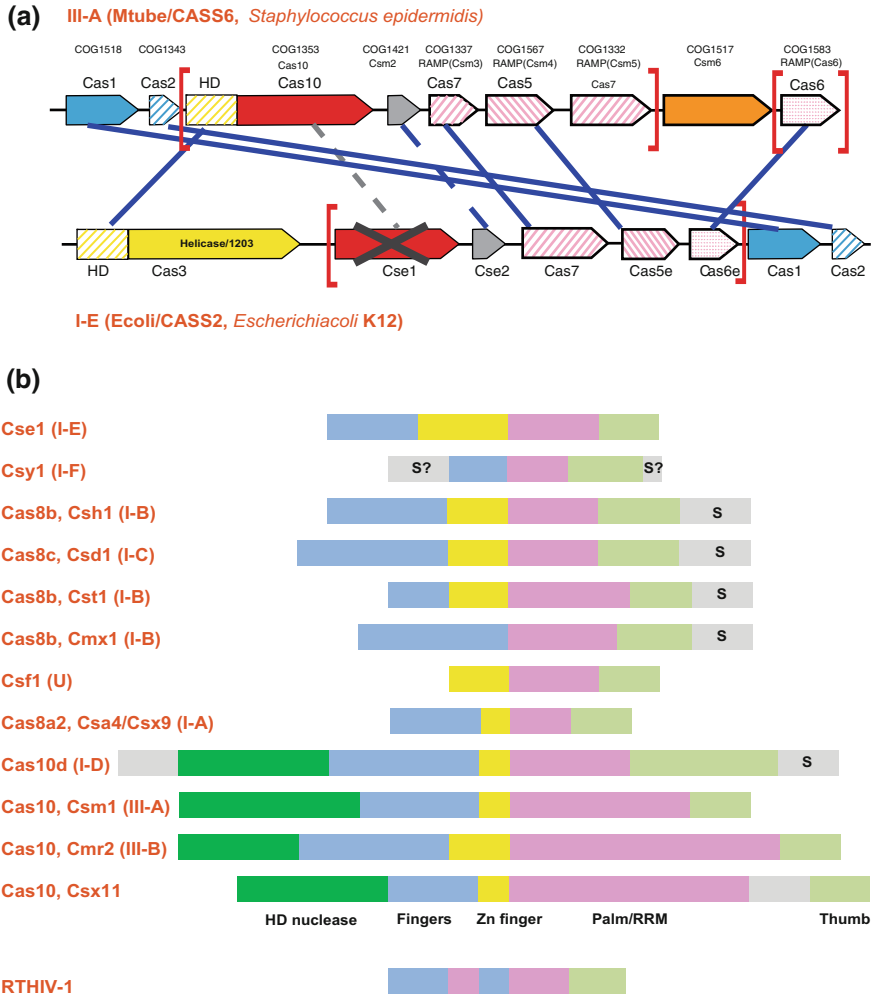 (a)
III-A (Mtube/CASS6, Staphylococcus epidermidis)
COG1518 COG1343 COG1353 COG1421 COG1337 COG1567 COG1332 COG1517 COG1583
Cas10 Csm2 RAMP(Csm3) RAMP(Csm4) RAMP(Csm5) Csm6 RAMP(Cas6)
Cas1 Cas2 HD Cas10 Cas7 Cas5 Cas7 Cas6
Helicase/1203
HD Cas3 Cse1 Cse2 Cas7 Cas5e Cas6e Cas1 Cas2
I-E (Ecoli/CASS2, Escherichiacoli K12)
(b)
Cse1 (I-E)
Csy1 (I-F) S? S?
Cas8b, Csh1 (I-B) S
Cas8c, Csd1 (I-C) S
Cas8b, Cst1 (I-B) S
Cas8b, Cmx1 (I-B) S
Csf1 (U)
Cas8a2, Csa4/Csx9 (I-A)
Cas10d (I-D) S
Cas10, Csm1 (III-A)
Cas10, Cmr2 (III-B)
Cas10, Csx11
HD nuclease Fingers Zn finger Palm/RRM Thumb
RTHIV-1